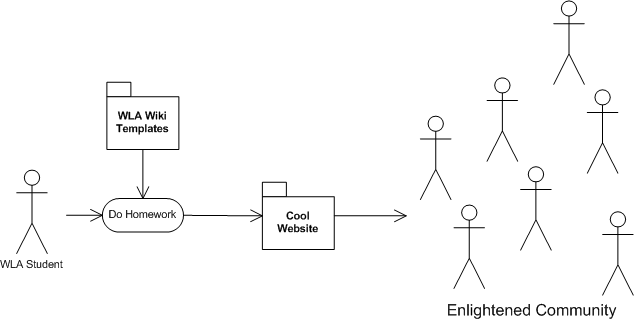 WLA Wiki
Templates
Do Homework
Cool
Website
WLA Student
Enlightened Community